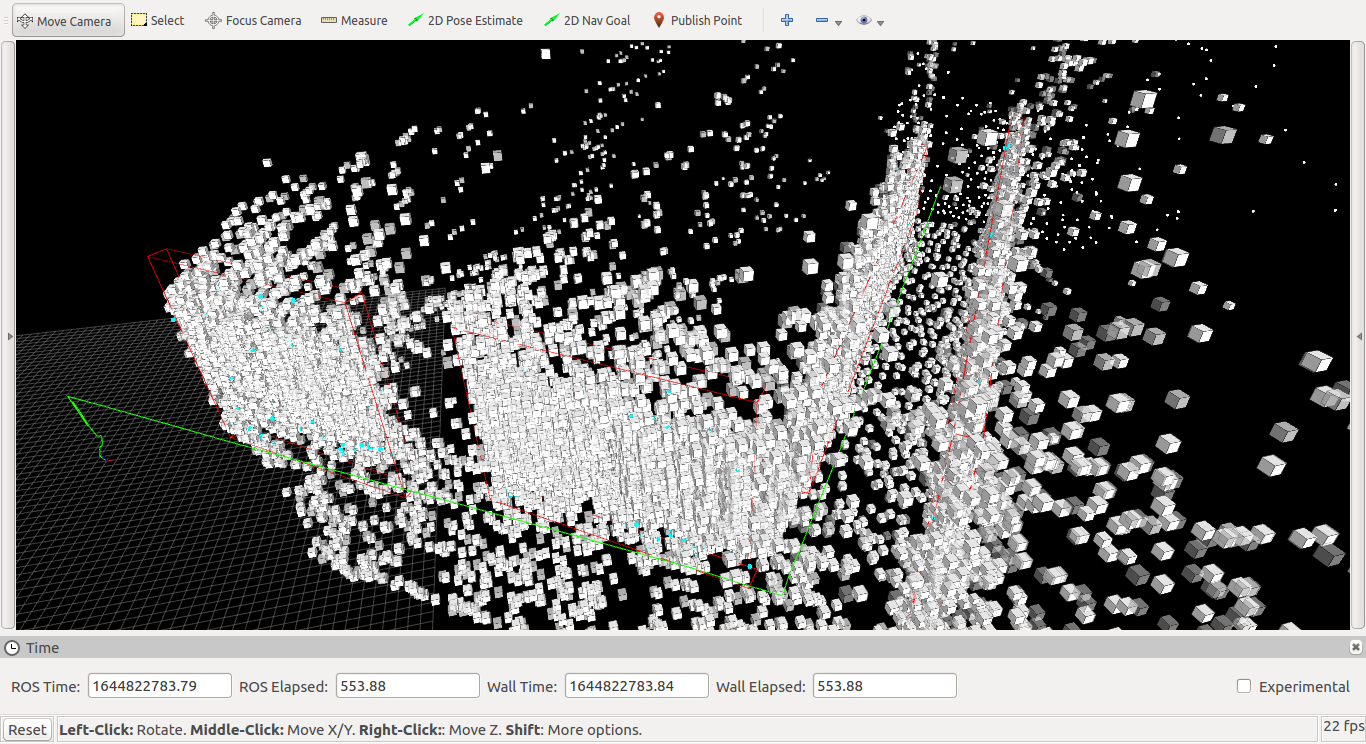 Move Camera Select Focus Camera Measure 2D Pose Estimate 2D Nav Goal Publish Point
Time
ROS Time: 1644822783.79 ROS Elapsed: 553.88 Wall Time: 1644822783.84 Wall Elapsed: 553.88 Experimental
Reset Left-Click: Rotate. Middle-Click: Move X/Y. Right-Click:: Move Z. Shift: More options. 22 fps